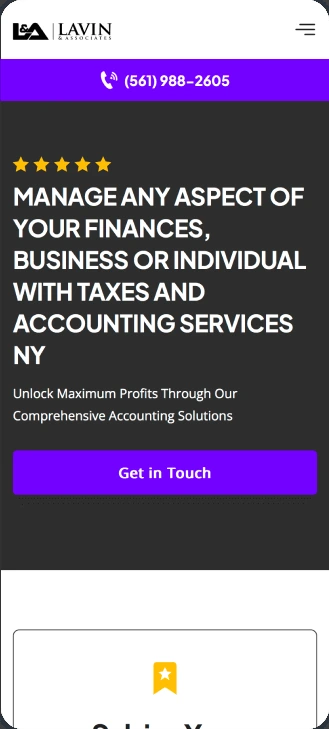 L&A | LAVIN
& ASSOCIATES
(561) 988-2605
MANAGE ANY ASPECT OF
YOUR FINANCES,
BUSINESS OR INDIVIDUAL
WITH TAXES AND
ACCOUNTING SERVICES
NY
Unlock Maximum Profits Through Our
Comprehensive Accounting Solutions
Get in Touch